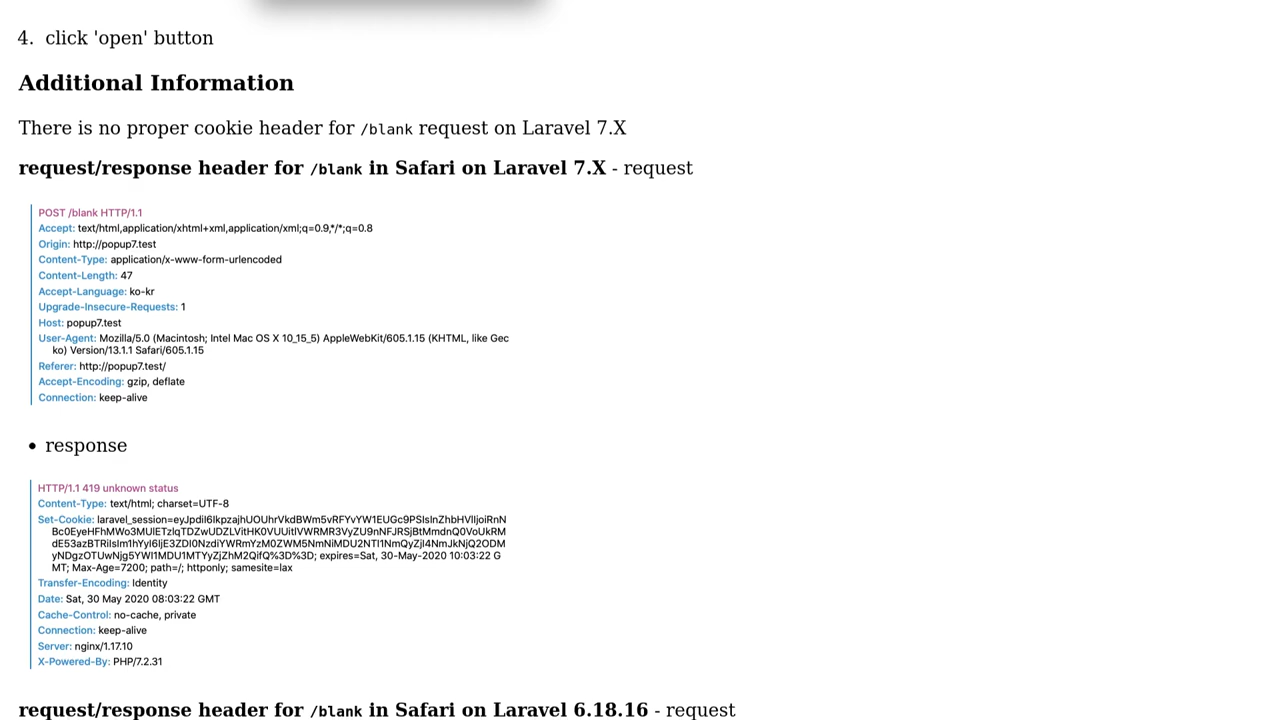 4. click 'open' button
Additional Information
There is no proper cookie header for /blank request on Laravel 7.X
request/response header for /blank in Safari on Laravel 7.X - request
POST /blank HTTP/1.1
Accept: text/html,application/xhtml+xml,application/xml;q=0.9,*/*;q=0.8
Origin: http://popup7.test
Content-Type: application/x-www-form-urlencoded
Content-Length: 47
Accept-Language: ko-kr
Upgrade-Insecure-Requests: 1
Host: popup7.test
User-Agent: Mozilla/5.0 (Macintosh; Intel Mac OS X 10_15_5) AppleWebKit/605.1.15 (KHTML, like Gec
ko) Version/13.1.1 Safari/605.1.15
Referer: http://popup7.test/
Accept-Encoding: gzip, deflate
Connection: keep-alive
• response
HTTP/1.1 419 unknown status
Content-Type: text/html; charset=UTF-8
Set-Cookie:
expires=Sat, 30-May-2020 10:03:22 G
MT; Max-Age=7200; path=/; httponly; samesite=lax
Transfer-Encoding: Identity
Date: Sat, 30 May 2020 08:03:22 GMT
Cache-Control: no-cache, private
Connection: keep-alive
Server: nginx/1.17.10
X-Powered-By: PHP/7.2.31
request/response header for /blank in Safari on Laravel 6.18.16 - request